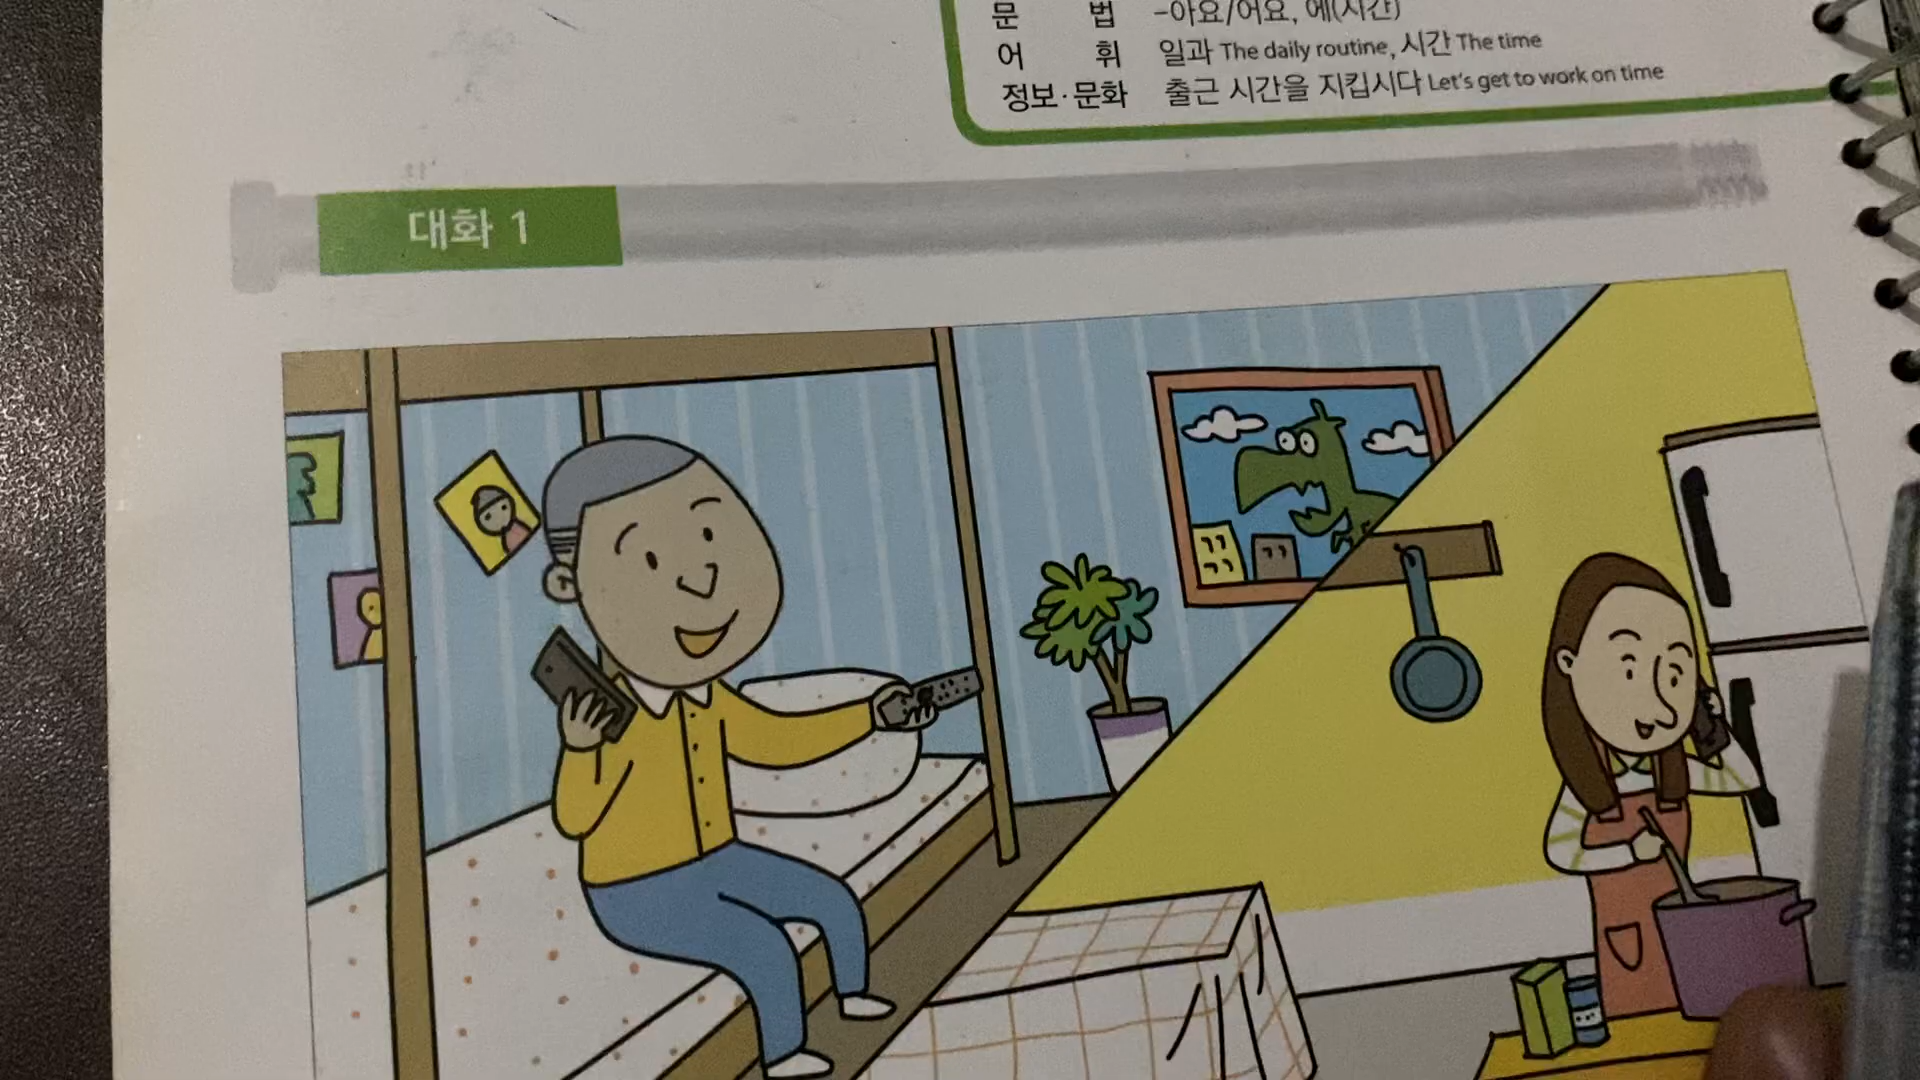 문 법 -아요/어요, 에(시간)
어 휘 일과 The daily routine, 시간 The time
정보·문화 출근 시간을 지킵시다 Let's get to work on time
대화 1